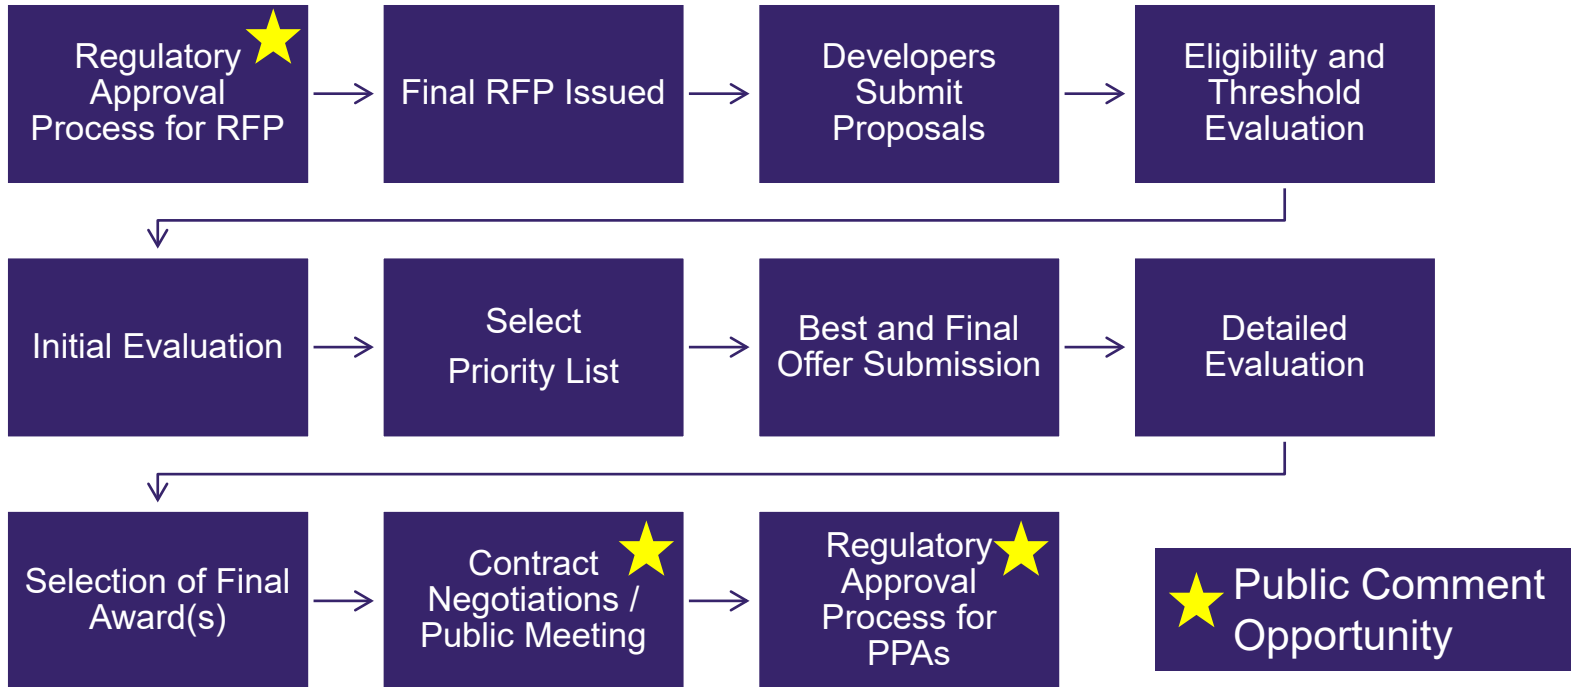 Regulatory
Approval
Process for RFP
Final RFP Issued
Developers
Submit
Proposals
Eligibility and
Threshold
Evaluation
Initial Evaluation
Select
Priority List
Best and Final
Offer Submission
Detailed
Evaluation
Selection of Final
Award(s)
Contract
Negotiations /
Public Meeting
Regulatory
Approval
Process for
PPAs
Public Comment
Opportunity